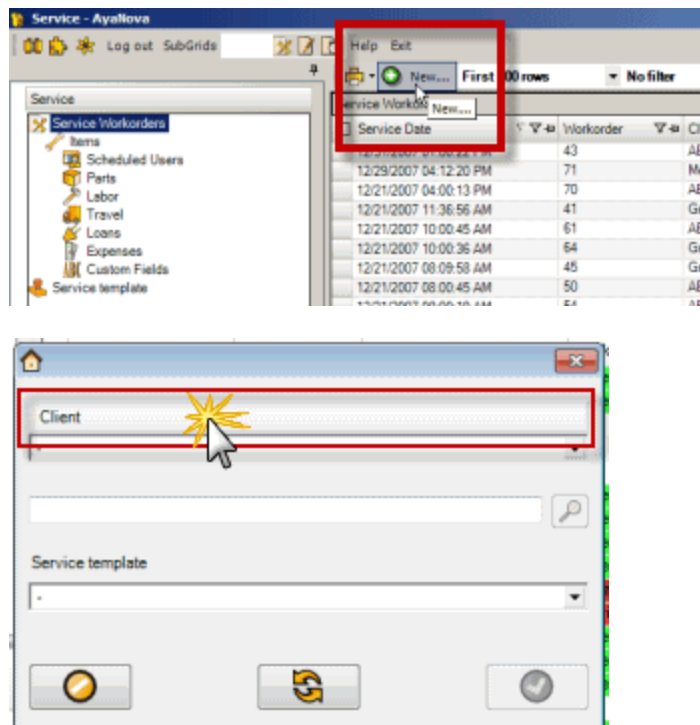 Service - AyaNova
Log out SubGrids Help Exit
New... First 00 rows No filter
Service
Service Workorders
Items
Scheduled Users
Parts
Labor
Travel
Loans
Expenses
Custom Fields
Service template
Service Worko
New...
Service Date Workorder
43
12/29/2007 04:12:20 PM 71
12/21/2007 04:00:13 PM 70
12/21/2007 11:36:56 AM 41
12/21/2007 10:00:45 AM 61
12/21/2007 10:00:36 AM 64
12/21/2007 08:09:58 AM 45
12/21/2007 08:00:45 AM 50
Client
-
Service template
-